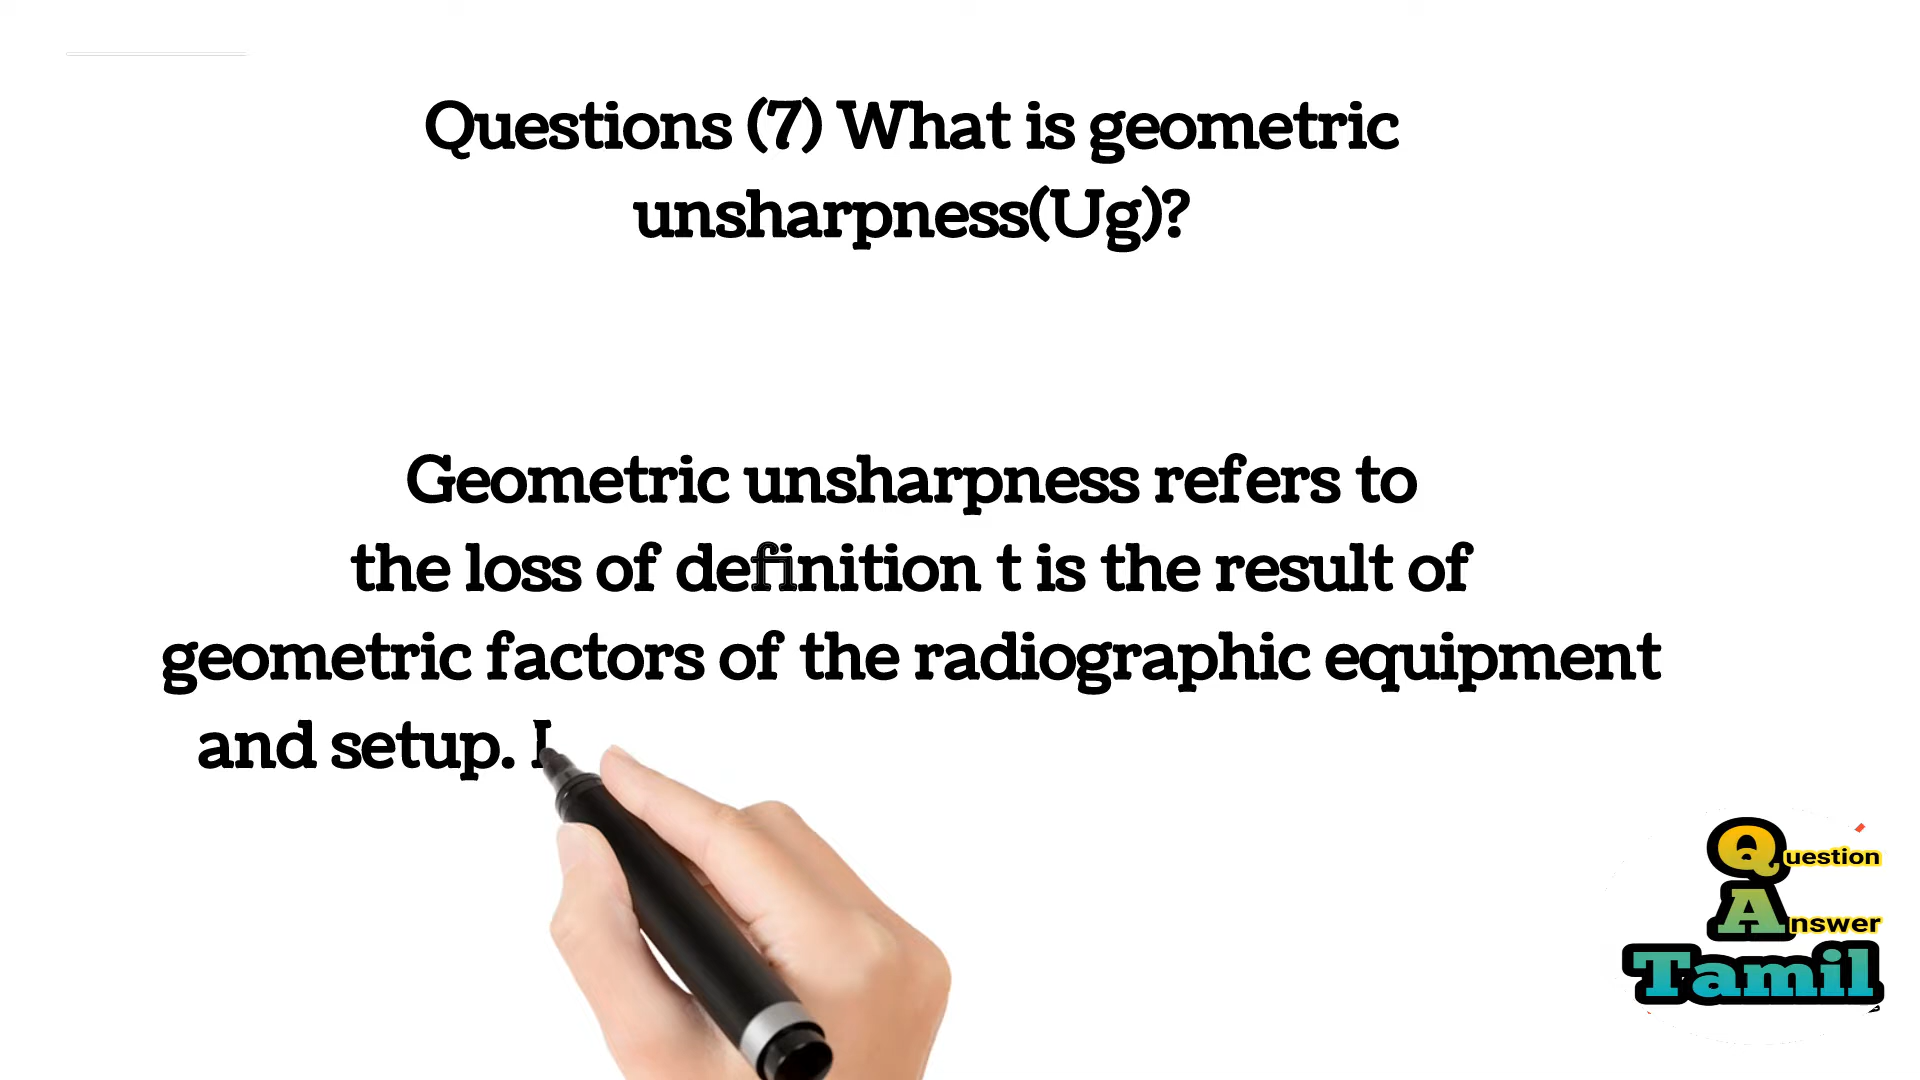 Questions (7) What is geometric
unsharpness(Ug)?
Geometric unsharpness refers to
the loss of definition t is the result of
geometric factors of the radiographic equipment
and setup. I
Question
Answer
Tamil